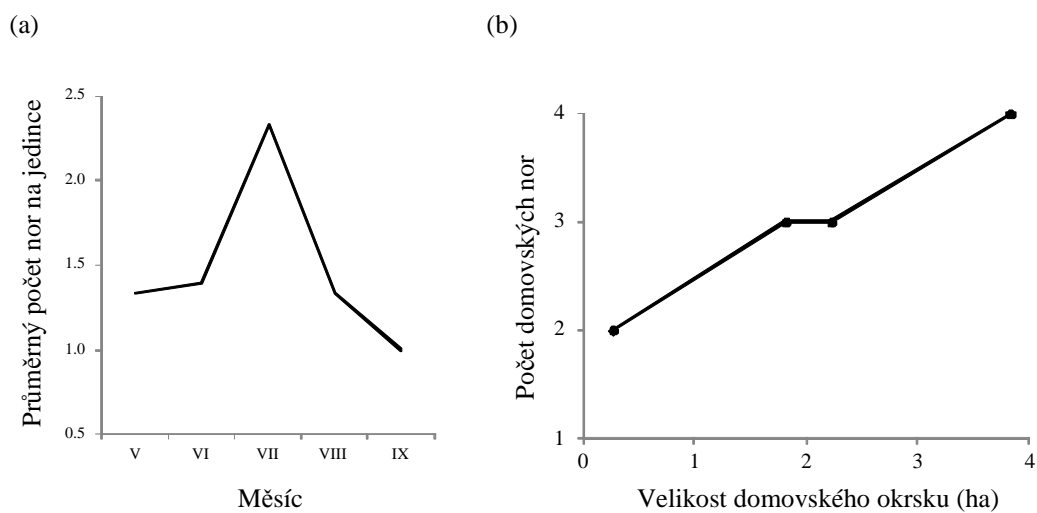 (a)
Průměrný počet nor na jedince
2.5
2.0
1.5
1.0
0.5
V VI VII VIII IX
Měsíc
(b)
Počet domovských nor
4
3
2
1
0 1 2 3 4
Velikost domovského okrsku (ha)